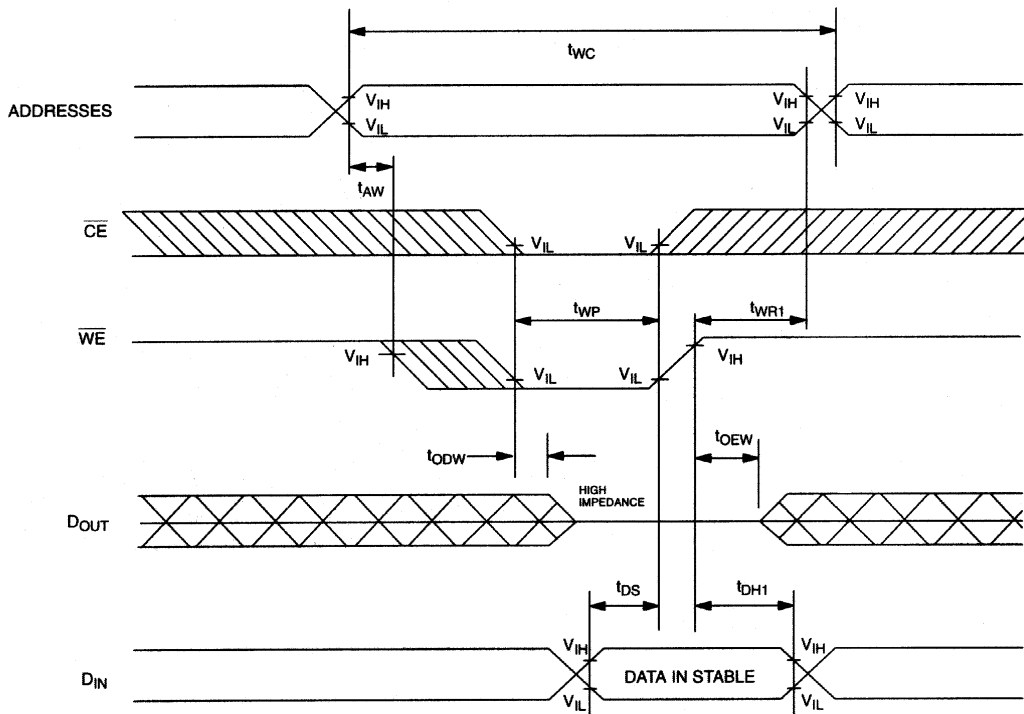 tWC
ADDRESSES
VIH
VIL
VIH
VIL
VIH
VIL
tAW
CE
VIL
VIL
tWP
tWR1
WE
VIH
VIL
VIL
VIH
tODW
tOEW
HIGH
IMPEDANCE
DOUT
tDS
tDH1
VIH
VIH
DIN
DATA IN STABLE
VIL
VIL